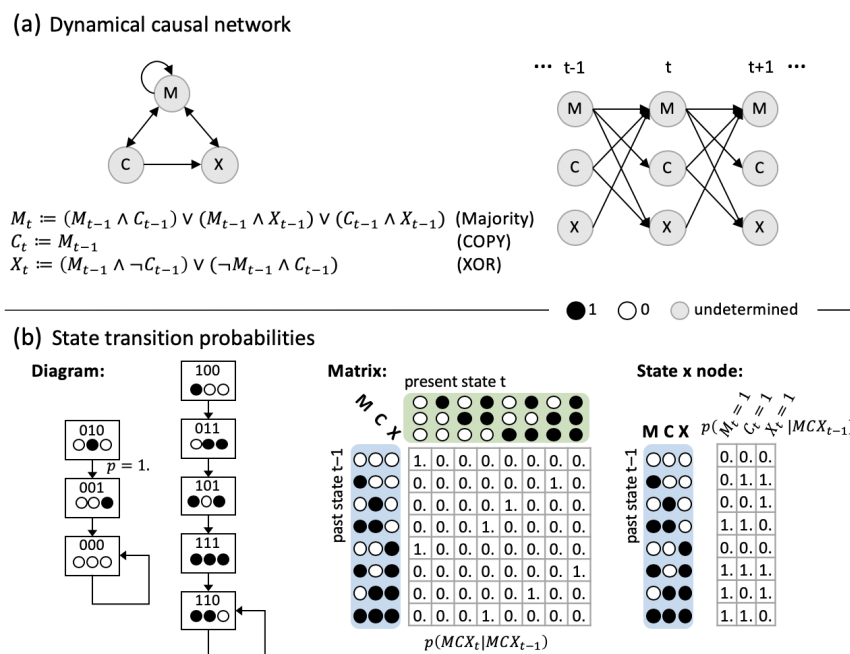 (a) Dynamical causal network
··· t-1 t t+1 ···
M M M M
C X C C C
X X X
M_t ≔ (M_{t−1} ∧ C_{t−1}) ∨ (M_{t−1} ∧ X_{t−1}) ∨ (C_{t−1} ∧ X_{t−1}) (Majority)
C_t ≔ M_{t−1} (COPY)
X_t ≔ (M_{t−1} ∧ ¬C_{t−1}) ∨ (¬M_{t−1} ∧ C_{t−1}) (XOR)
1 0 undetermined
(b) State transition probabilities
Diagram:
100
010
011
p = 1.
001
101
000
111
110
Matrix:
present state t
M C X
past state t−1
1. 0. 0. 0. 0. 0. 0. 0.
0. 0. 0. 0. 0. 0. 1. 0.
0. 0. 0. 0. 1. 0. 0. 0.
0. 0. 0. 1. 0. 0. 0. 0.
1. 0. 0. 0. 0. 0. 0. 0.
0. 0. 0. 0. 0. 0. 0. 1.
0. 0. 0. 0. 0. 1. 0. 0.
0. 0. 0. 1. 0. 0. 0. 0.
p(MCX_t|MCX_{t−1})
State x node:
M C X p(M_t = 1 C_t = 1 X_t = 1 |MCX_{t−1})
past state t−1
0. 0. 0.
0. 1. 1.
0. 0. 1.
1. 1. 0.
0. 0. 0.
1. 1. 1.
1. 0. 1.
1. 1. 0.